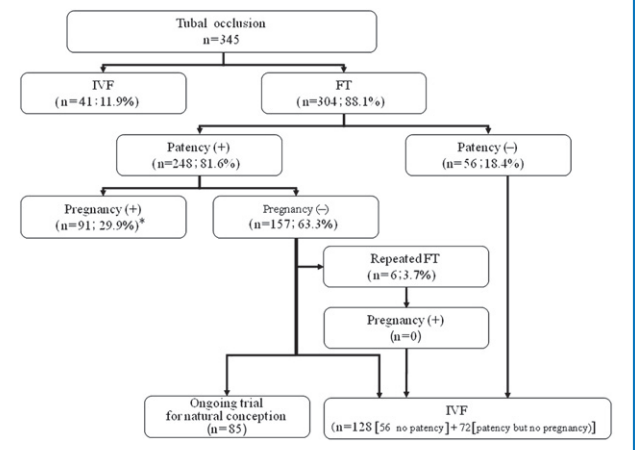 Tubal occlusion
n=345
IVF
(n=41;11.9%)
FT
(n=304;88.1%)
Patency (+)
(n=248;81.6%)
Patency (–)
(n=56;18.4%)
Pregnancy (+)
(n=91; 29.9%)*
Pregnancy (–)
(n=157; 63.3%)
Repeated FT
(n=6;3.7%)
Pregnancy (+)
(n=0)
Ongoing trial
for natural conception
(n=85)
IVF
(n=128 [56 no patency]+72[patency but no pregnancy)]